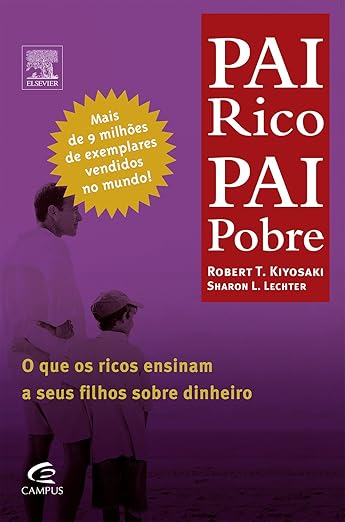 ELSEVIER
PAI
Rico
PAI
Pobre
ROBERT T. KIYOSAKI
SHARON L. LECHTER
Mais
de 9 milhões
de exemplares
vendidos
no mundo!
O que os ricos ensinam
a seus filhos sobre dinheiro
CAMPUS